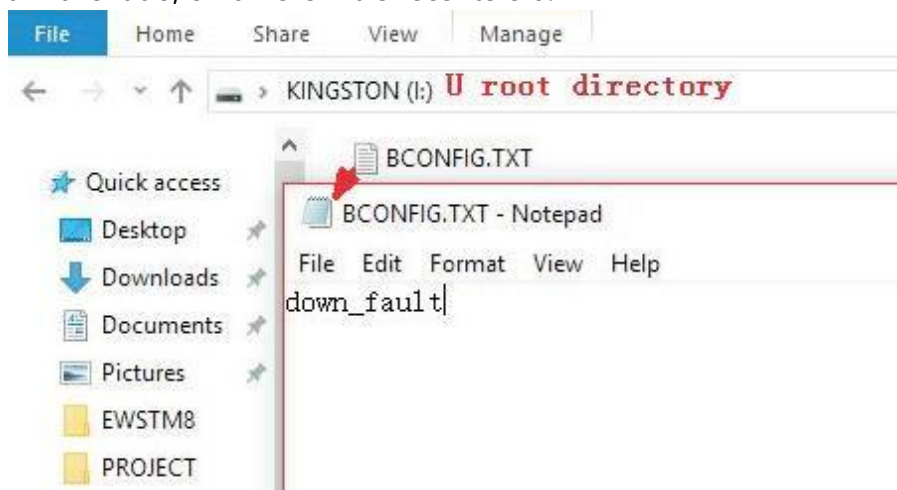 File Home Share View Manage
KINGSTON (I:) U root directory
BCONFIG.TXT
Quick access
BCONFIG.TXT - Notepad
Desktop
File Edit Format View Help
Downloads
down_fault
Documents
Pictures
EWSTM8
PROJECT